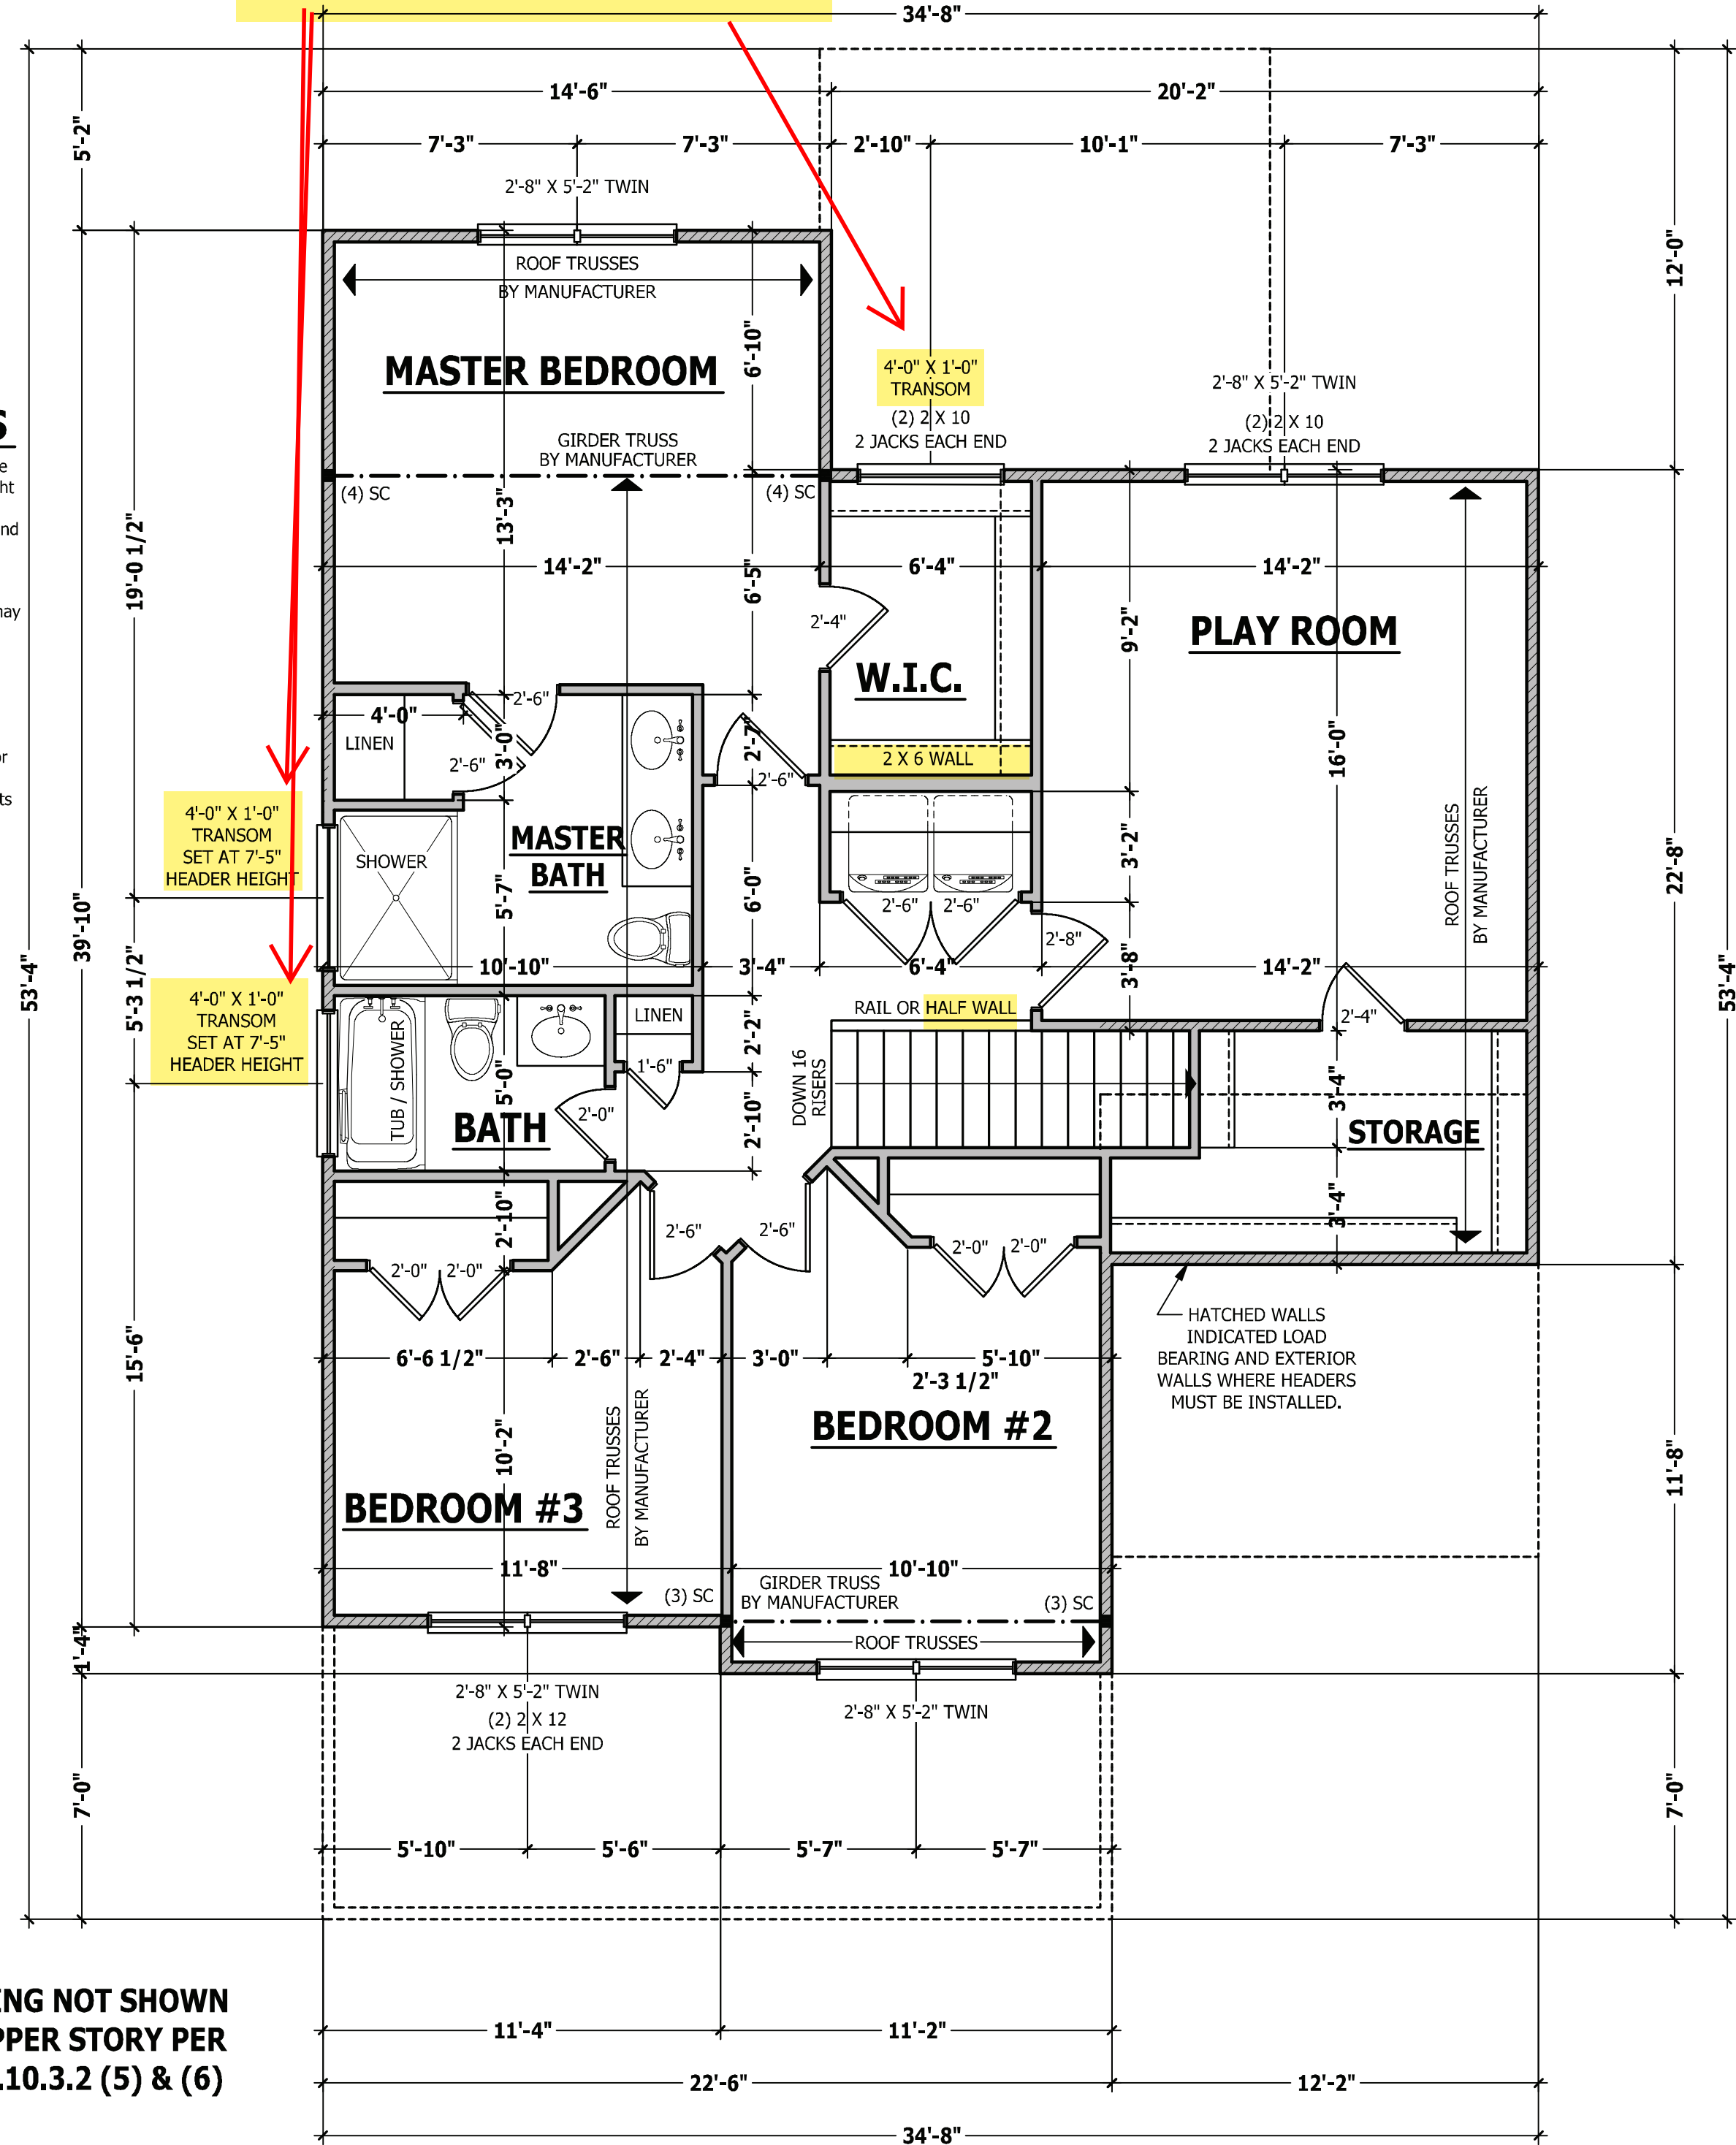 34'-8"
14'-6"
20'-2"
5'-2"
7'-3"
7'-3"
2'-10"
10'-1"
7'-3"
2'-8" X 5'-2" TWIN
12'-0"
ROOF TRUSSES
BY MANUFACTURER
MASTER BEDROOM
6'-10"
4'-0" X 1'-0"
TRANSOM
(2) 2 X 10
2 JACKS EACH END
2'-8" X 5'-2" TWIN
(2) 2 X 10
2 JACKS EACH END
GIRDER TRUSS
BY MANUFACTURER
(4) SC
(4) SC
S
e
ht
nd
may
or
ts
13'-3"
19'-0 1/2"
14'-2"
6'-5"
6'-4"
14'-2"
2'-4"
9'-2"
PLAY ROOM
W.I.C.
2'-6"
4'-0"
LINEN
2'-6"
3'-0"
2'-7"
2'-6"
2 X 6 WALL
16'-0"
4'-0" X 1'-0"
TRANSOM
SET AT 7'-5"
HEADER HEIGHT
SHOWER
MASTER
BATH
3'-2"
ROOF TRUSSES
BY MANUFACTURER
22'-8"
5'-7"
6'-0"
2'-6"
2'-6"
39'-10"
53'-4"
5'-3 1/2"
2'-8"
3'-8"
10'-10"
3'-4"
6'-4"
14'-2"
53'-4"
4'-0" X 1'-0"
TRANSOM
SET AT 7'-5"
HEADER HEIGHT
LINEN
RAIL OR HALF WALL
2'-4"
TUB / SHOWER
2'-2"
1'-6"
5'-0"
2'-0"
BATH
2'-10"
DOWN 16
RISERS
3'-4"
STORAGE
2'-10"
2'-6"
2'-6"
3'-4"
2'-0"
2'-0"
2'-0"
2'-0"
HATCHED WALLS
INDICATED LOAD
BEARING AND EXTERIOR
WALLS WHERE HEADERS
MUST BE INSTALLED.
15'-6"
6'-6 1/2"
2'-6"
2'-4"
3'-0"
5'-10"
2'-3 1/2"
BEDROOM #2
ROOF TRUSSES
BY MANUFACTURER
10'-2"
11'-8"
BEDROOM #3
11'-8"
10'-10"
(3) SC
GIRDER TRUSS
BY MANUFACTURER
(3) SC
ROOF TRUSSES
1'-4"
2'-8" X 5'-2" TWIN
(2) 2 X 12
2 JACKS EACH END
2'-8" X 5'-2" TWIN
7'-0"
7'-0"
5'-10"
5'-6"
5'-7"
5'-7"
ING NOT SHOWN
PPER STORY PER
.10.3.2 (5) & (6)
11'-4"
11'-2"
22'-6"
12'-2"
34'-8"